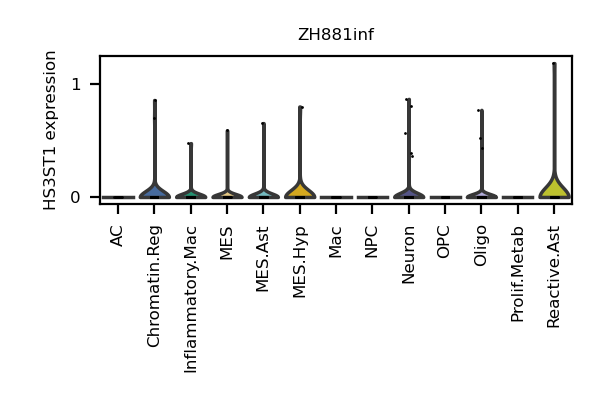 ZH881inf
HS3ST1 expression
1
0
AC
Chromatin.Reg
Inflammatory.Mac
MES
MES.Ast
MES.Hyp
Mac
NPC
Neuron
OPC
Oligo
Prolif.Metab
Reactive.Ast